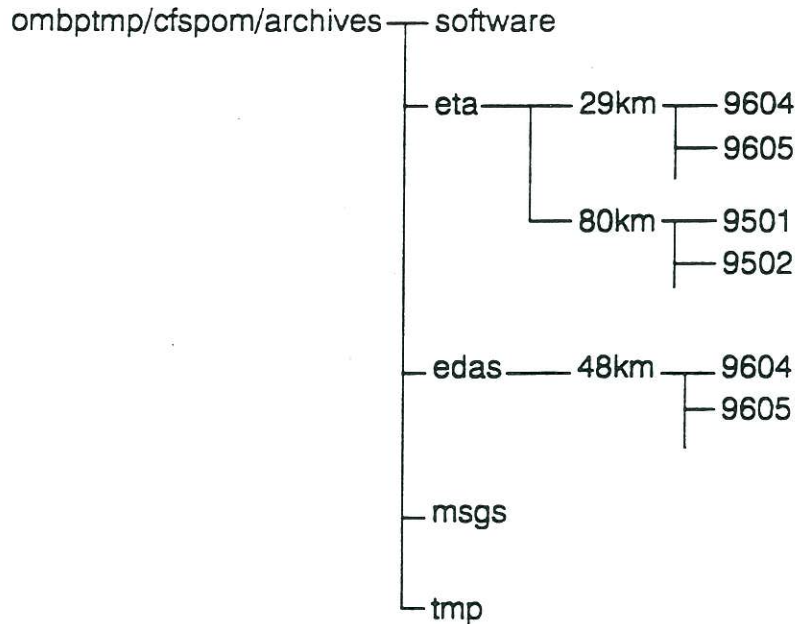 ombptmp/cfspom/archives software
eta 29km 9604
9605
80km 9501
9502
edas 48km 9604
9605
msgs
tmp